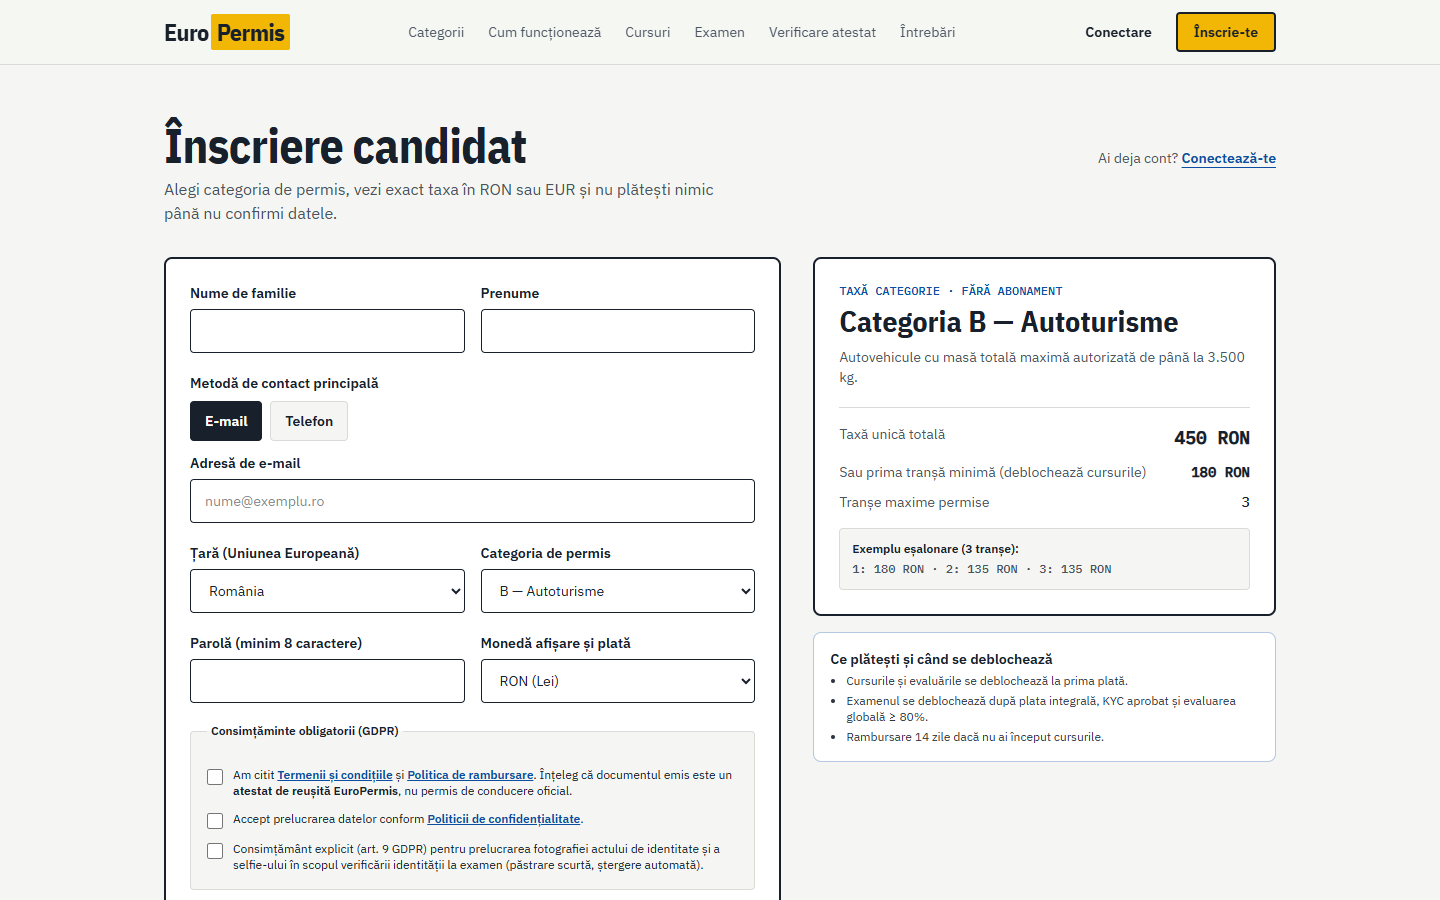 Euro Permis
Categorii
Cum funcționează
Cursuri
Examen
Verificare atestat
Întrebări
Conectare
Înscrie-te
Înscriere candidat
Alegi categoria de permis, vezi exact taxa în RON sau EUR și nu plătești nimic
până nu confirmi datele.
Ai deja cont? Conectează-te
Nume de familie
Prenume
Metodă de contact principală
E-mail
Telefon
Adresă de e-mail
nume@exemplu.ro
Țară (Uniunea Europeană)
Categoria de permis
România
B — Autoturisme
Parolă (minim 8 caractere)
Monedă afișare și plată
RON (Lei)
Consimțăminte obligatorii (GDPR)
Am citit Termenii și condițiile și Politica de rambursare. Înțeleg că documentul emis este un
atestat de reușită EuroPermis, nu permis de conducere oficial.
Accept prelucrarea datelor conform Politicii de confidențialitate.
Consimțământ explicit (art. 9 GDPR) pentru prelucrarea fotografiei actului de identitate și a
selfie-ului în scopul verificării identității la examen (păstrare scurtă, ștergere automată).
TAXĂ CATEGORIE · FĂRĂ ABONAMENT
Categoria B — Autoturisme
Autovehicule cu masă totală maximă autorizată de până la 3.500
kg.
Taxă unică totală
450 RON
Sau prima tranșă minimă (deblochează cursurile)
180 RON
Tranșe maxime permise
3
Exemplu eșalonare (3 tranșe):
1: 180 RON · 2: 135 RON · 3: 135 RON
Ce plătești și când se deblochează
Cursurile și evaluările se deblochează la prima plată.
Examenul se deblochează după plata integrală, KYC aprobat și evaluarea
globală ≥ 80%.
Rambursare 14 zile dacă nu ai început cursurile.